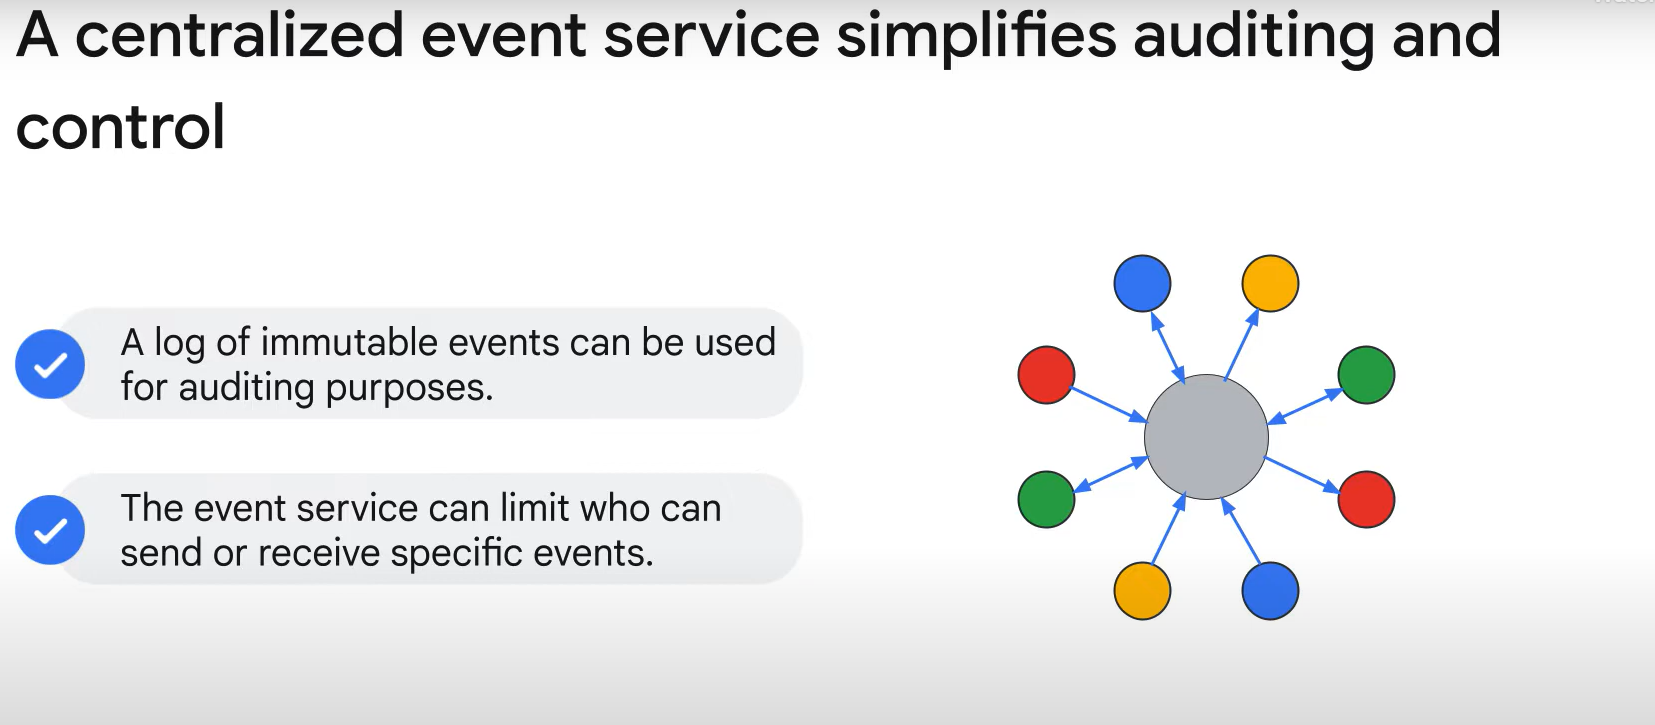 A centralized event service simplifies auditing and
control
A log of immutable events can be used
for auditing purposes.
The event service can limit who can
send or receive specific events.